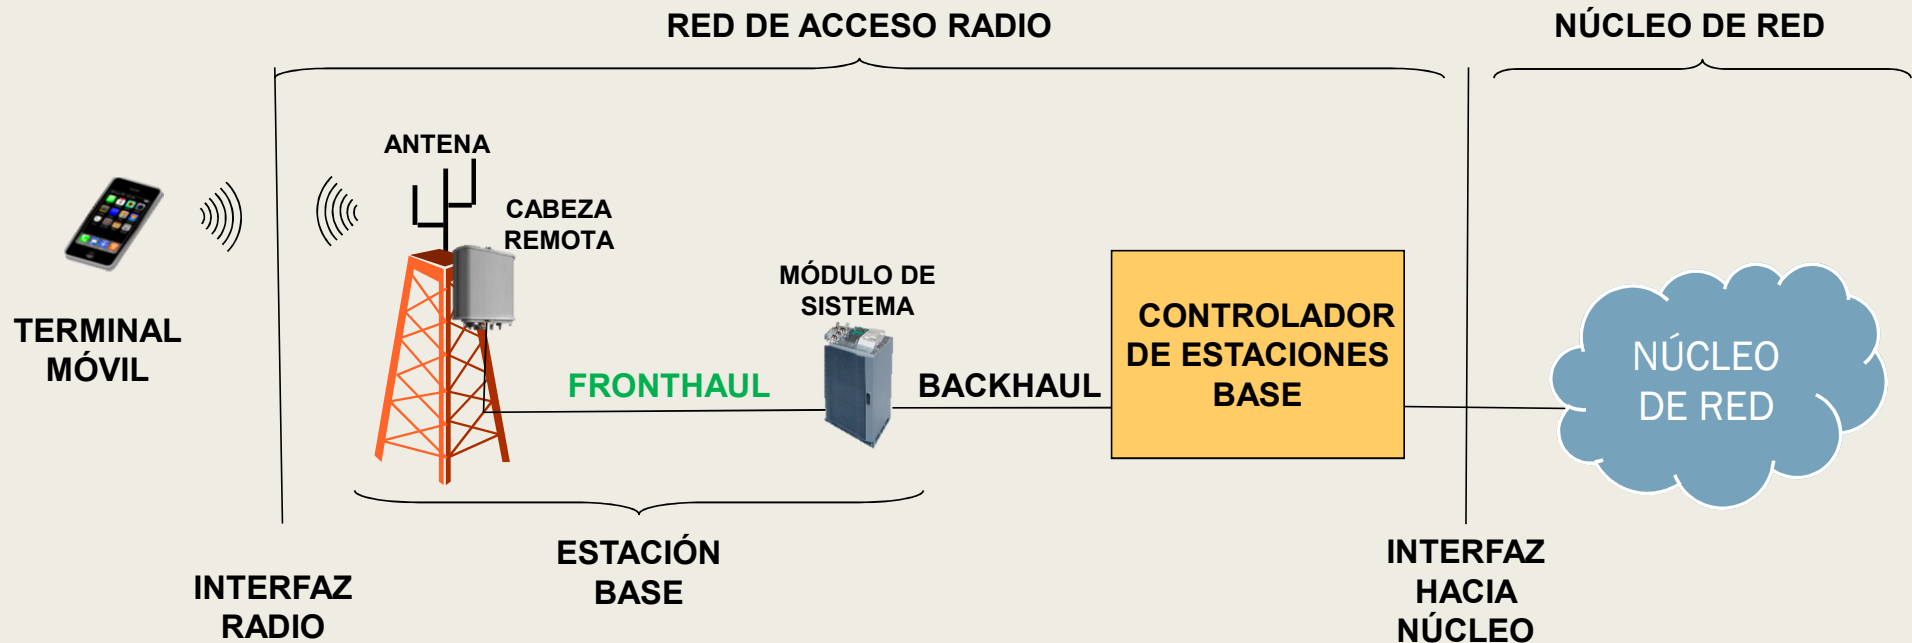 RED DE ACCESO RADIO
NÚCLEO DE RED
ANTENA
CABEZA
REMOTA
MÓDULO DE
SISTEMA
TERMINAL
MÓVIL
FRONTHAUL
BACKHAUL
CONTROLADOR
DE ESTACIONES
BASE
NÚCLEO
DE RED
ESTACIÓN
BASE
INTERFAZ
RADIO
INTERFAZ
HACIA
NÚCLEO